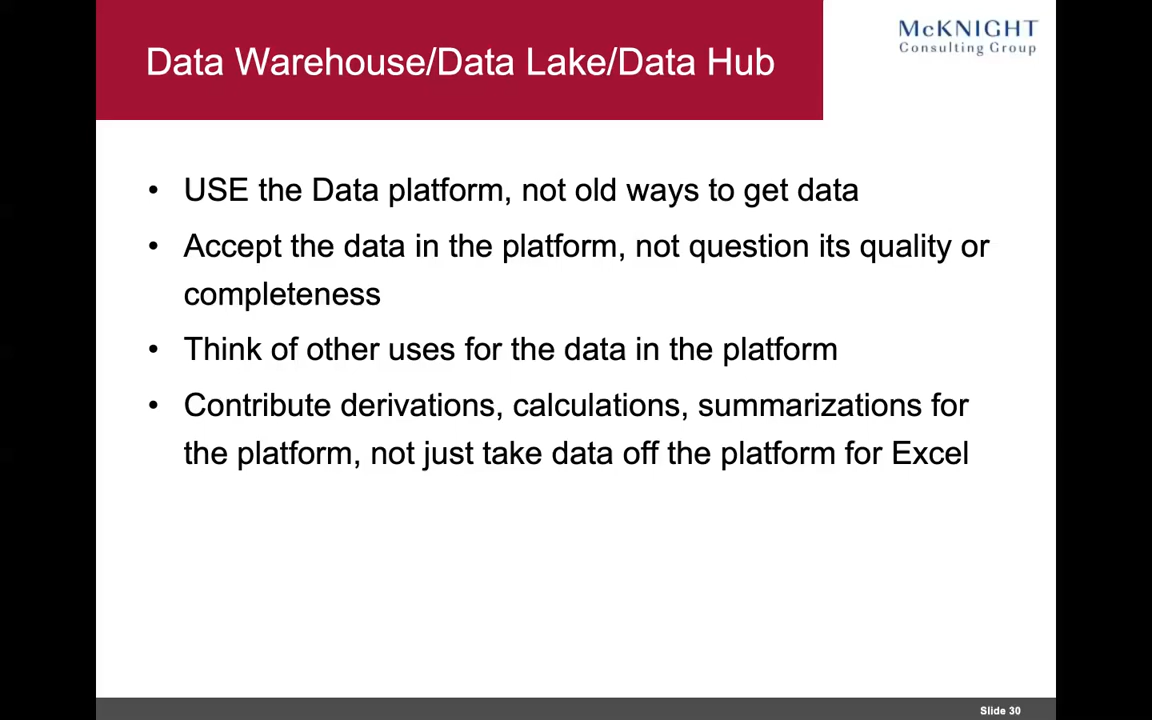 Data Warehouse/Data Lake/Data Hub
McKNIGHT
Consulting Group
• USE the Data platform, not old ways to get data
• Accept the data in the platform, not question its quality or
completeness
• Think of other uses for the data in the platform
• Contribute derivations, calculations, summarizations for
the platform, not just take data off the platform for Excel
Slide 30